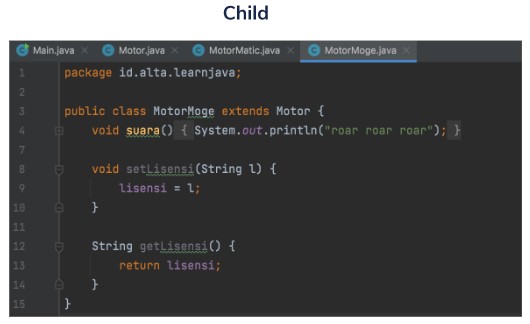 Child
Main.java × Motor.java × MotorMatic.java × MotorMoge.java ×
1 package id.alta.learnjava;
2
3 public class MotorMoge extends Motor {
4 void suara() { System.out.println("roar roar roar"); }
7
8 void setLisensi(String l) {
9 lisensi = l;
10 }
11
12 String getLisensi() {
13 return lisensi;
14 }
15 }